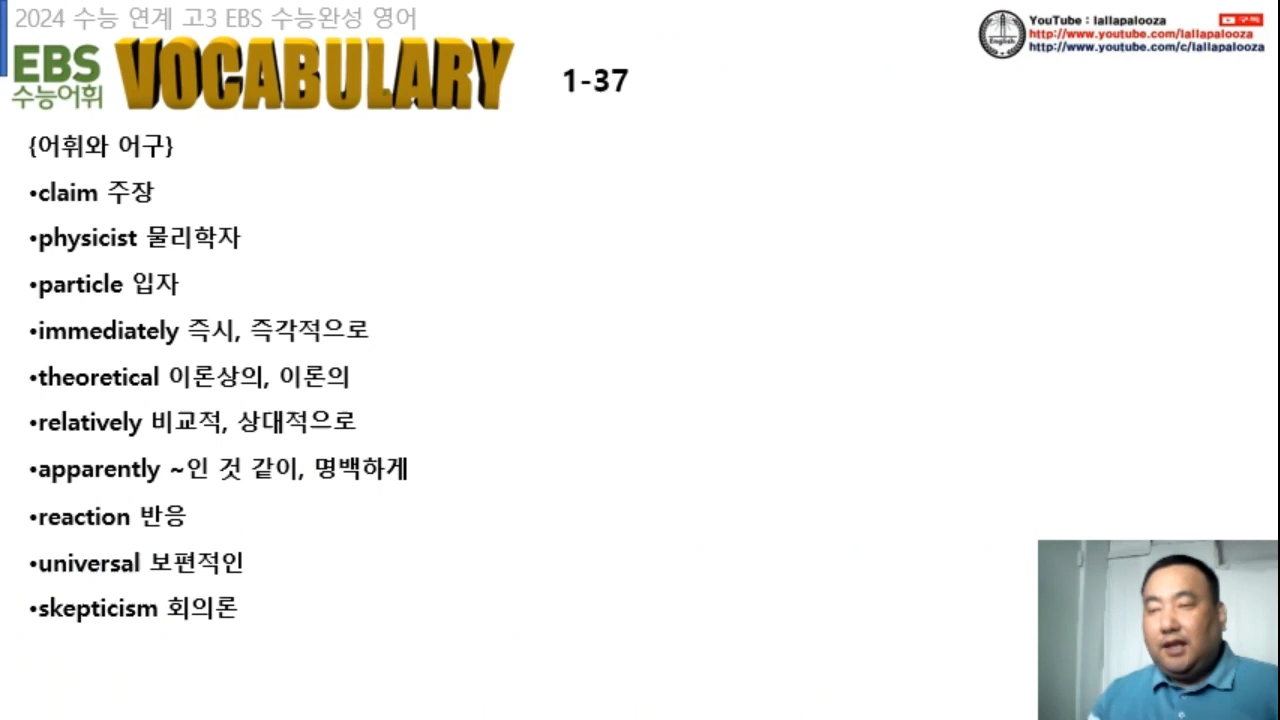 2024 수능 연계 고3 EBS 수능완성 영어
EBS 수능어휘 VOCABULARY 1-37
YouTube : lallapalooza 구독
http://www.youtube.com/lallapalooza
http://www.youtube.com/c/lallapalooza
English
{어휘와 어구}
•claim 주장
•physicist 물리학자
•particle 입자
•immediately 즉시, 즉각적으로
•theoretical 이론상의, 이론의
•relatively 비교적, 상대적으로
•apparently ~인 것 같이, 명백하게
•reaction 반응
•universal 보편적인
•skepticism 회의론